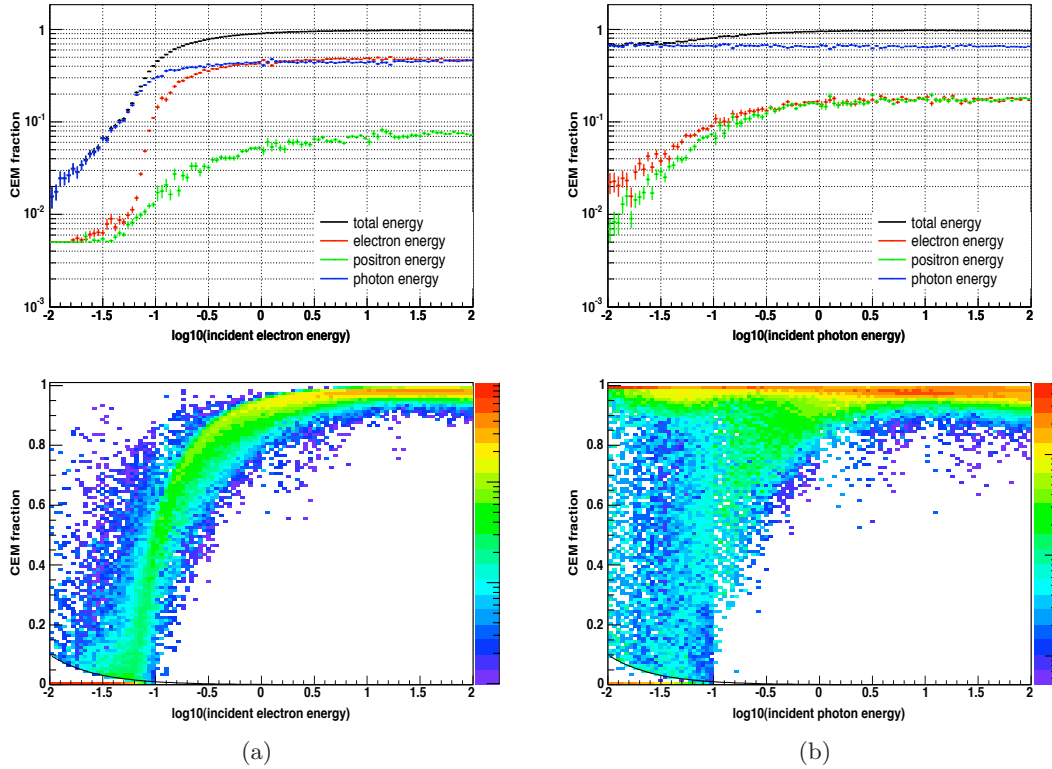 CEM fraction
1
10⁻¹
10⁻²
10⁻³
total energy
electron energy
positron energy
photon energy
-2 -1.5 -1 -0.5 0 0.5 1 1.5 2
log10(incident electron energy)
CEM fraction
1
10⁻¹
10⁻²
10⁻³
total energy
electron energy
positron energy
photon energy
-2 -1.5 -1 -0.5 0 0.5 1 1.5 2
log10(incident photon energy)
CEM fraction
1
0.8
0.6
0.4
0.2
0
-2 -1.5 -1 -0.5 0 0.5 1 1.5 2
log10(incident electron energy)
CEM fraction
1
0.8
0.6
0.4
0.2
0
-2 -1.5 -1 -0.5 0 0.5 1 1.5 2
log10(incident photon energy)
(a)
(b)